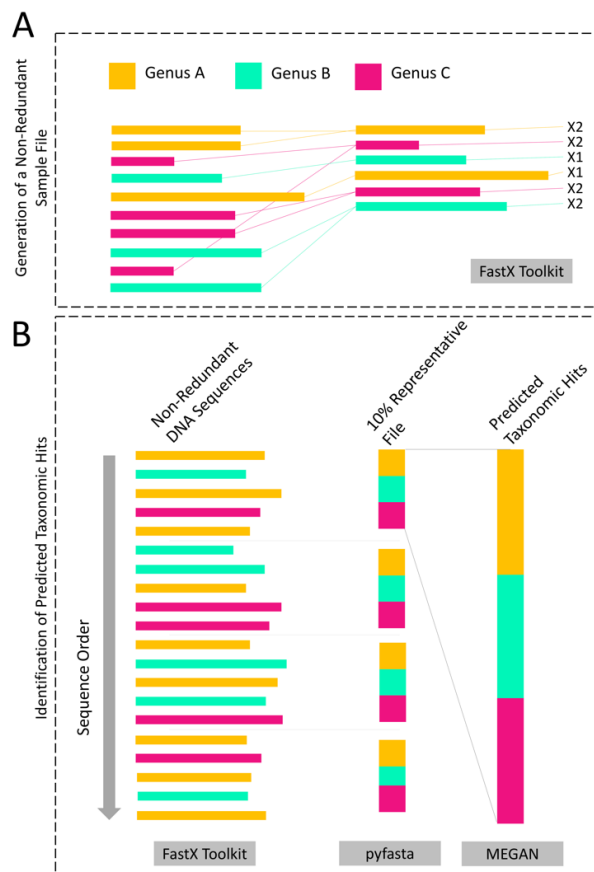 A
Generation of a Non-Redundant
Sample File
Genus A
Genus B
Genus C
X2
X2
X1
X1
X2
X2
FastX Toolkit
B
Identification of Predicted Taxonomic Hits
Non-Redundant
DNA Sequences
10% Representative
File
Predicted
Taxonomic Hits
Sequence Order
FastX Toolkit
pyfasta
MEGAN